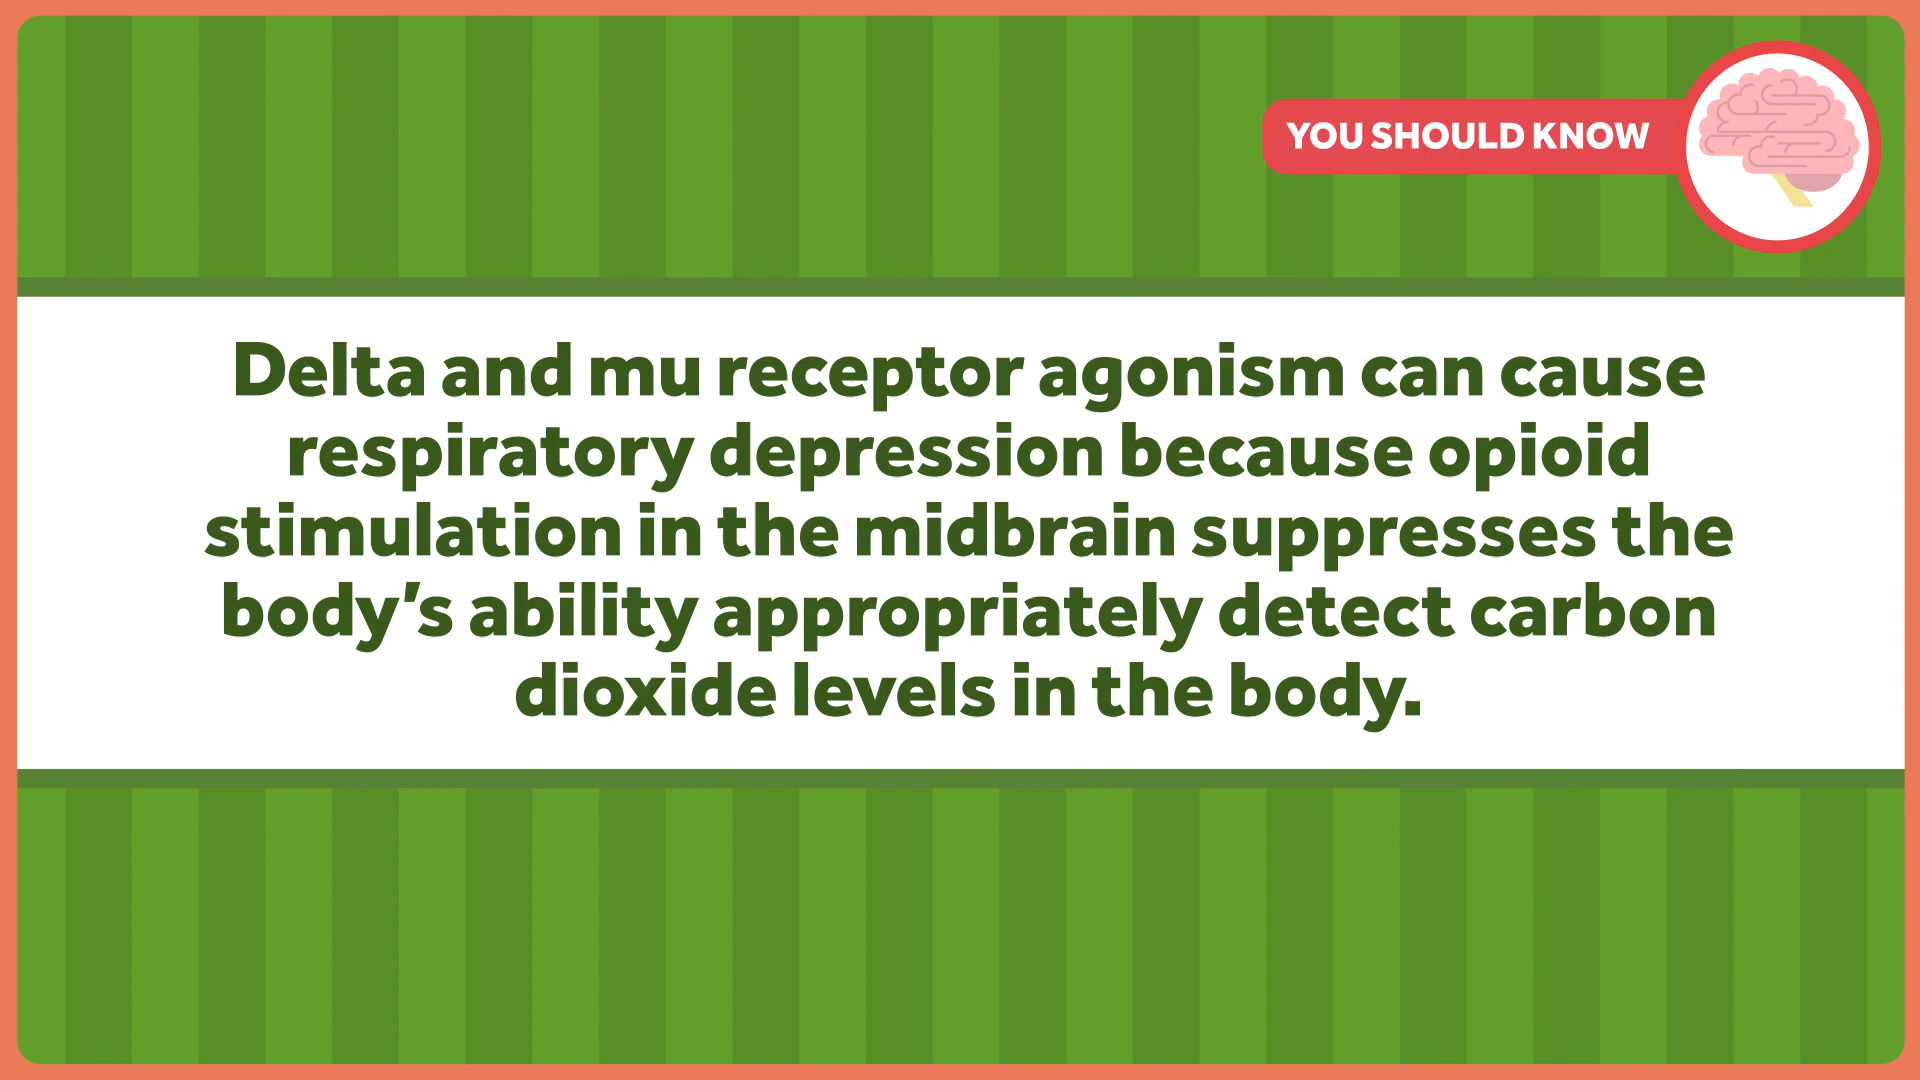 YOU SHOULD KNOW
Delta and mu receptor agonism can cause
respiratory depression because opioid
stimulation in the midbrain suppresses the
body’s ability appropriately detect carbon
dioxide levels in the body.